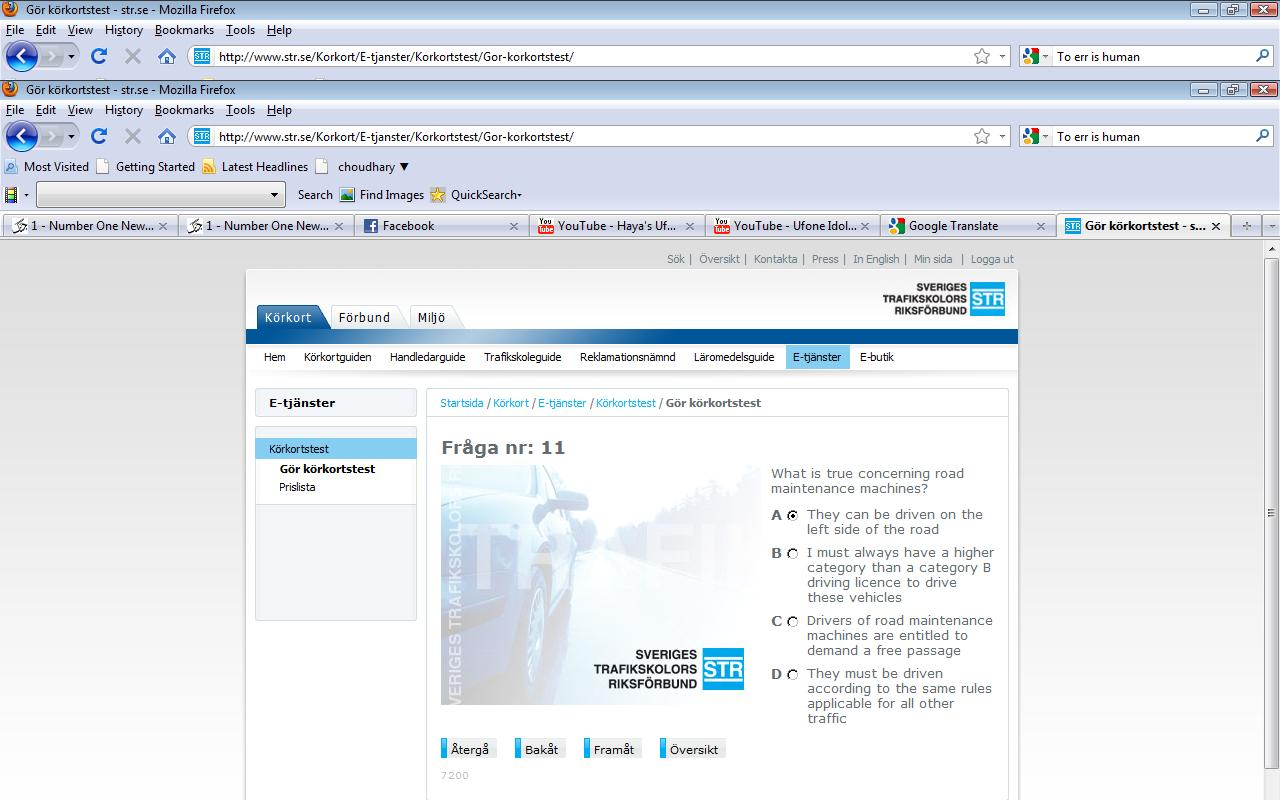 Gör körkortstest - str.se - Mozilla Firefox
File Edit View History Bookmarks Tools Help
STR http://www.str.se/Korkort/E-tjanster/Korkortstest/Gor-korkortstest/ To err is human
Gör körkortstest - str.se - Mozilla Firefox
File Edit View History Bookmarks Tools Help
STR http://www.str.se/Korkort/E-tjanster/Korkortstest/Gor-korkortstest/ To err is human
Most Visited Getting Started Latest Headlines choudhary
Search Find Images QuickSearch
1 - Number One New... 1 - Number One New... Facebook You Tube YouTube - Haya's Uf... You Tube YouTube - Ufone Idol... Google Translate STR Gör körkortstest - s...
Sök | Översikt | Kontakta | Press | In English | Min sida | Logga ut
SVERIGES
TRAFIKSKOLORS STR
RIKSFÖRBUND
Körkort Förbund Miljö
Hem Körkortguiden Handledarguide Trafikskoleguide Reklamationsnämnd Läromedelsguide E-tjänster E-butik
E-tjänster
Körkortstest
Gör körkortstest
Prislista
Startsida / Körkort / E-tjänster / Körkortstest / Gör körkortstest
Fråga nr: 11
VERIGES TRAFIKSKOLORS
SVERIGES
TRAFIKSKOLORS STR
RIKSFÖRBUND
What is true concerning road
maintenance machines?
A They can be driven on the
left side of the road
B I must always have a higher
category than a category B
driving licence to drive
these vehicles
C Drivers of road maintenance
machines are entitled to
demand a free passage
D They must be driven
according to the same rules
applicable for all other
traffic
Återgå Bakåt Framåt Översikt
7200